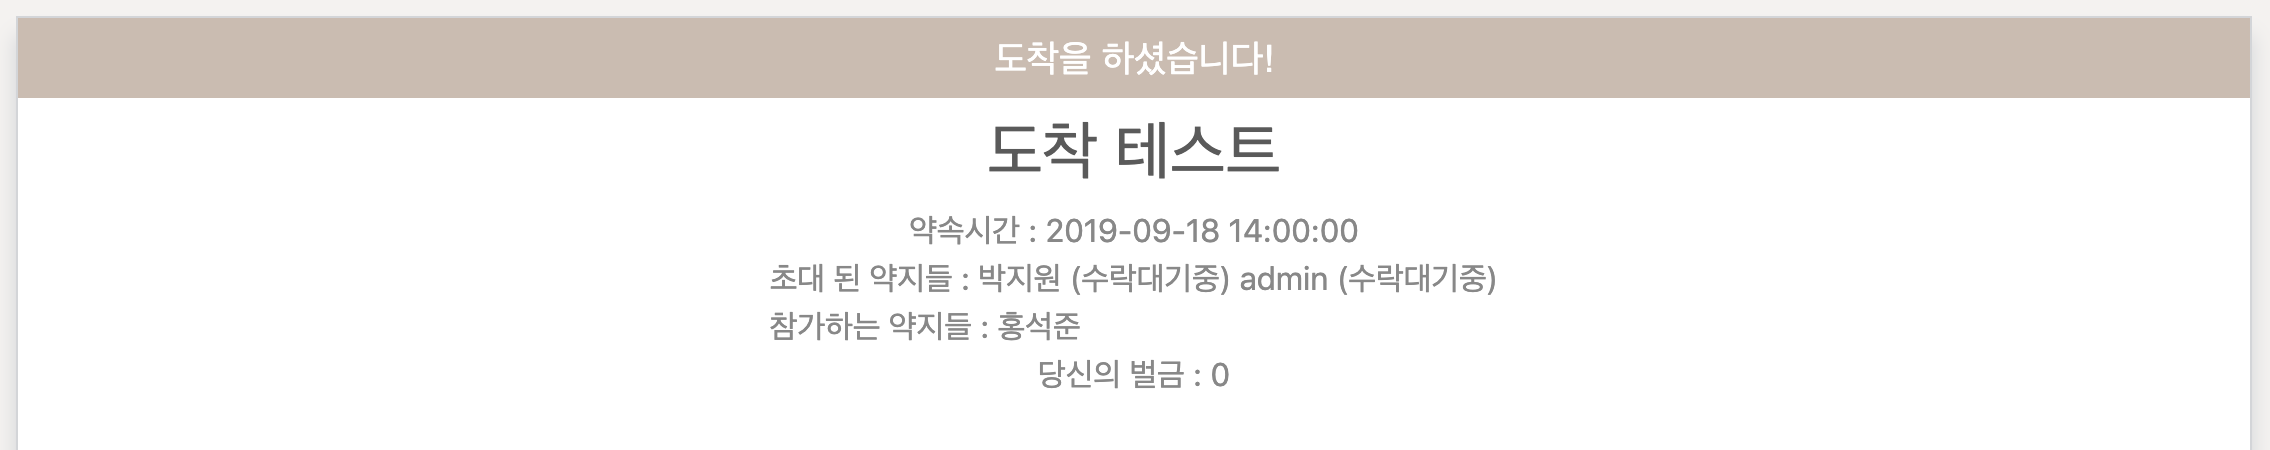 도착을 하셨습니다!
도착 테스트
약속시간 : 2019-09-18 14:00:00
초대 된 약지들 : 박지원 (수락대기중) admin (수락대기중)
참가하는 약지들 : 홍석준
당신의 벌금 : 0